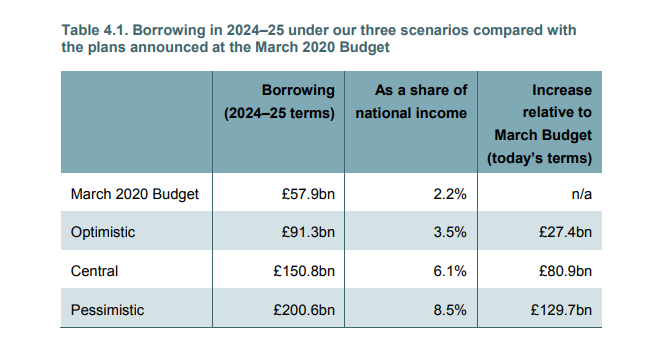 Table 4.1. Borrowing in 2024–25 under our three scenarios compared with
the plans announced at the March 2020 Budget
Borrowing (2024–25 terms) As a share of national income Increase relative to March Budget (today's terms)
March 2020 Budget £57.9bn 2.2% n/a
Optimistic £91.3bn 3.5% £27.4bn
Central £150.8bn 6.1% £80.9bn
Pessimistic £200.6bn 8.5% £129.7bn